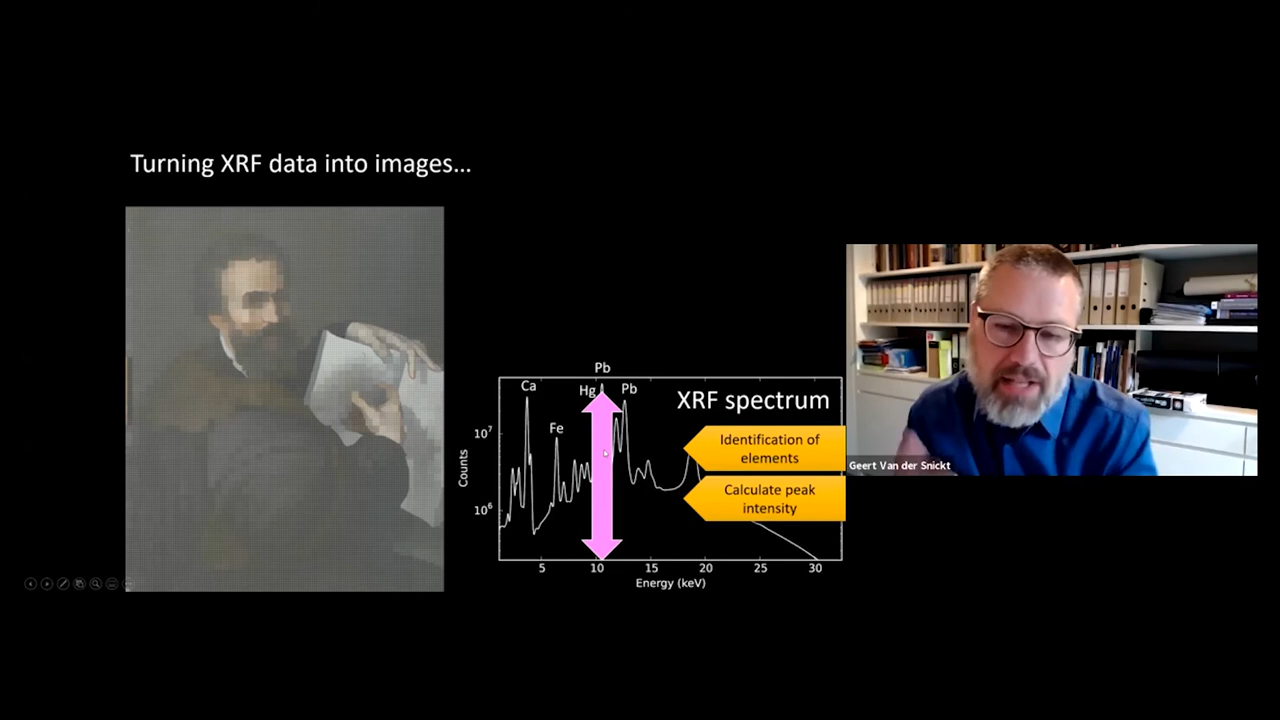 Turning XRF data into images...
Pb
Ca
Hg
Pb
XRF spectrum
Fe
10⁷
Identification of
elements
Counts
Calculate peak
intensity
10⁶
5
10
15
20
25
30
Energy (keV)
Geert Van der Snickt